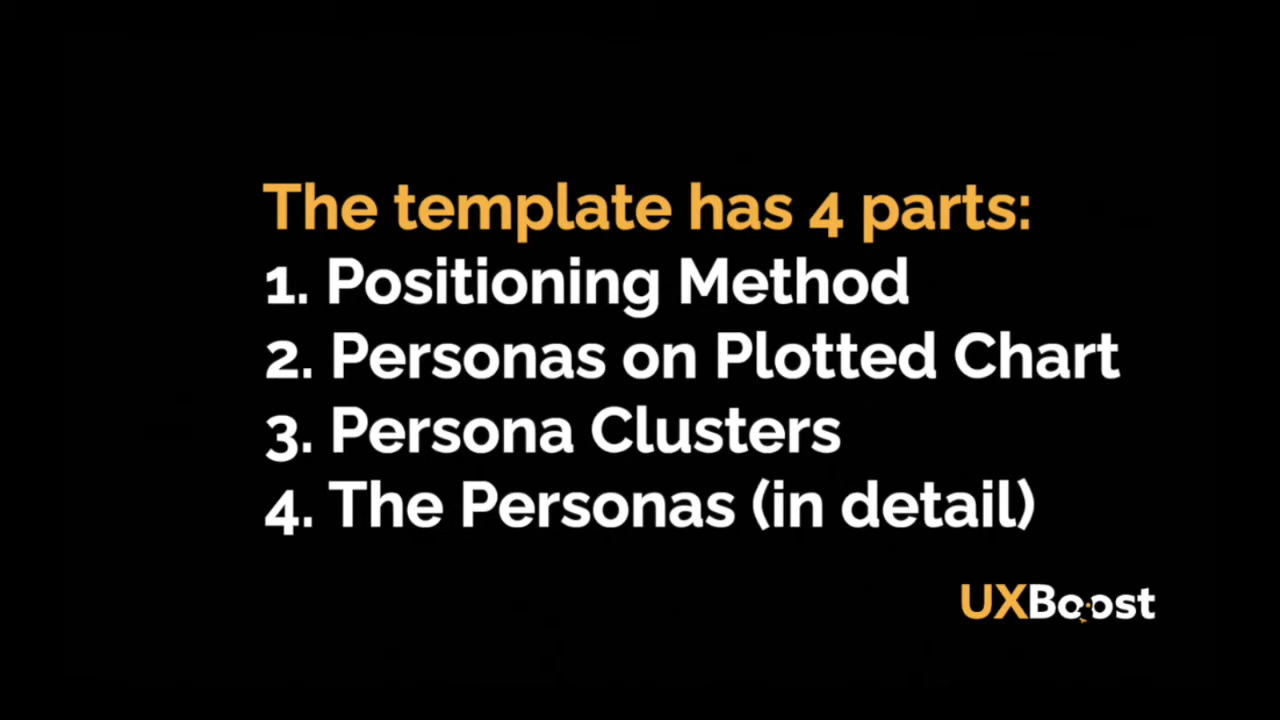 The template has 4 parts:
1. Positioning Method
2. Personas on Plotted Chart
3. Persona Clusters
4. The Personas (in detail)
UXBoost